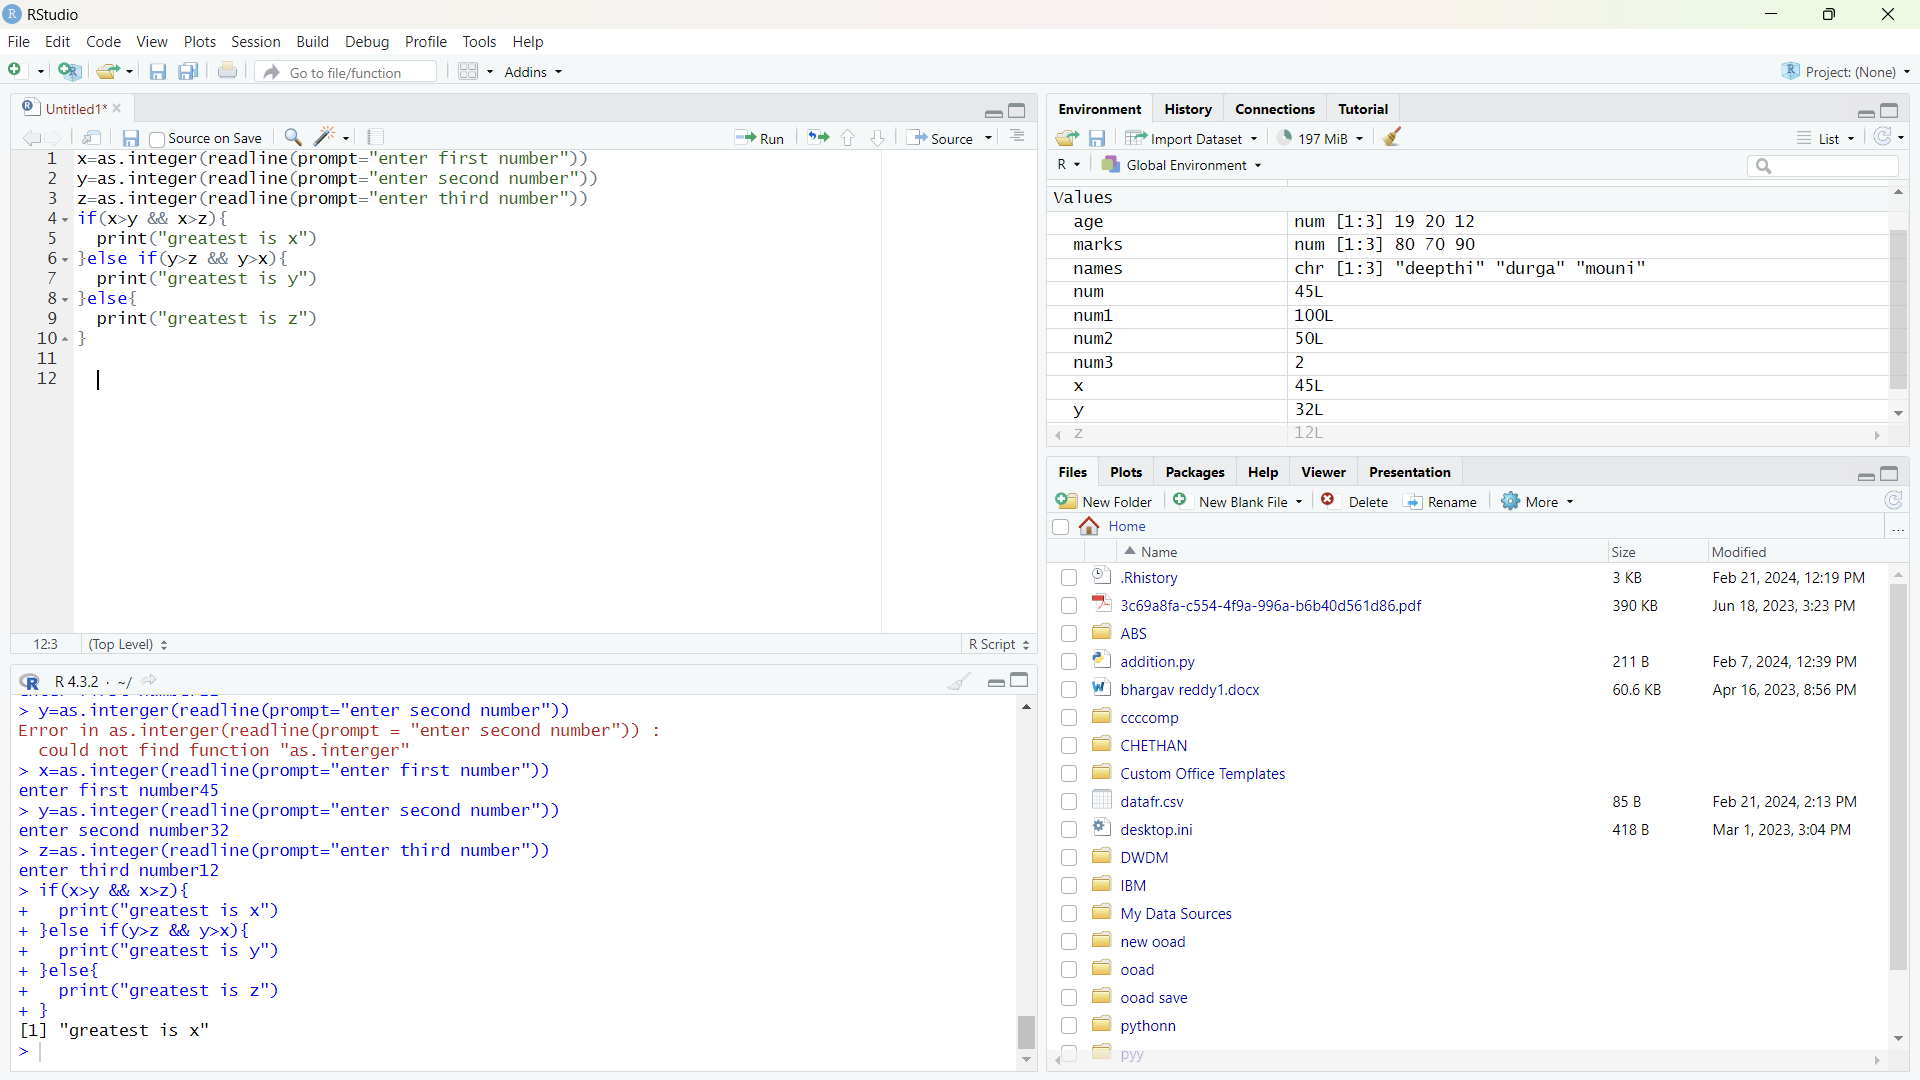 RStudio
File Edit Code View Plots Session Build Debug Profile Tools Help
Go to file/function Addins Project: (None)
Untitled1*
Source on Save Run Source
1 x=as.integer(readline(prompt="enter first number"))
2 y=as.integer(readline(prompt="enter second number"))
3 z=as.integer(readline(prompt="enter third number"))
4 if(x>y && x>z){
5 print("greatest is x")
6 }else if(y>z && y>x){
7 print("greatest is y")
8 }else{
9 print("greatest is z")
10 }
11
12
12:3 (Top Level) R Script
R 4.3.2 · ~/
> y=as.interger(readline(prompt="enter second number"))
Error in as.interger(readline(prompt = "enter second number")) :
could not find function "as.interger"
> x=as.integer(readline(prompt="enter first number"))
enter first number45
> y=as.integer(readline(prompt="enter second number"))
enter second number32
> z=as.integer(readline(prompt="enter third number"))
enter third number12
> if(x>y && x>z){
+ print("greatest is x")
+ }else if(y>z && y>x){
+ print("greatest is y")
+ }else{
+ print("greatest is z")
+ }
[1] "greatest is x"
>
Environment History Connections Tutorial
Import Dataset 197 MiB List
R Global Environment
Values
age num [1:3] 19 20 12
marks num [1:3] 80 70 90
names chr [1:3] "deepthi" "durga" "mouni"
num 45L
num1 100L
num2 50L
num3 2
x 45L
y 32L
z 12L
Files Plots Packages Help Viewer Presentation
New Folder New Blank File Delete Rename More
Home ...
Name Size Modified
.Rhistory 3 KB Feb 21, 2024, 12:19 PM
3c69a8fa-c554-4f9a-996a-b6b40d561d86.pdf 390 KB Jun 18, 2023, 3:23 PM
ABS
addition.py 211 B Feb 7, 2024, 12:39 PM
bhargav reddy1.docx 60.6 KB Apr 16, 2023, 8:56 PM
ccccomp
CHETHAN
Custom Office Templates
datafr.csv 85 B Feb 21, 2024, 2:13 PM
desktop.ini 418 B Mar 1, 2023, 3:04 PM
DWDM
IBM
My Data Sources
new ooad
ooad
ooad save
pythonn
pyy